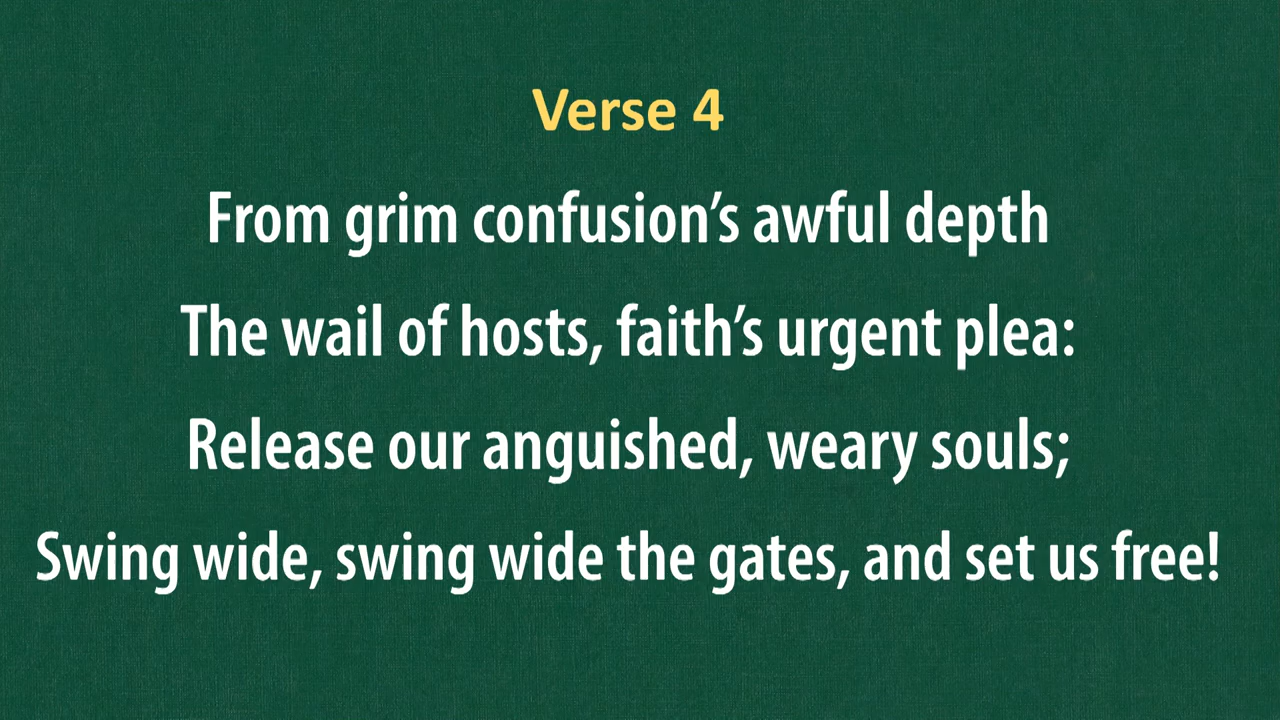 Verse 4
From grim confusion’s awful depth
The wail of hosts, faith’s urgent plea:
Release our anguished, weary souls;
Swing wide, swing wide the gates, and set us free!